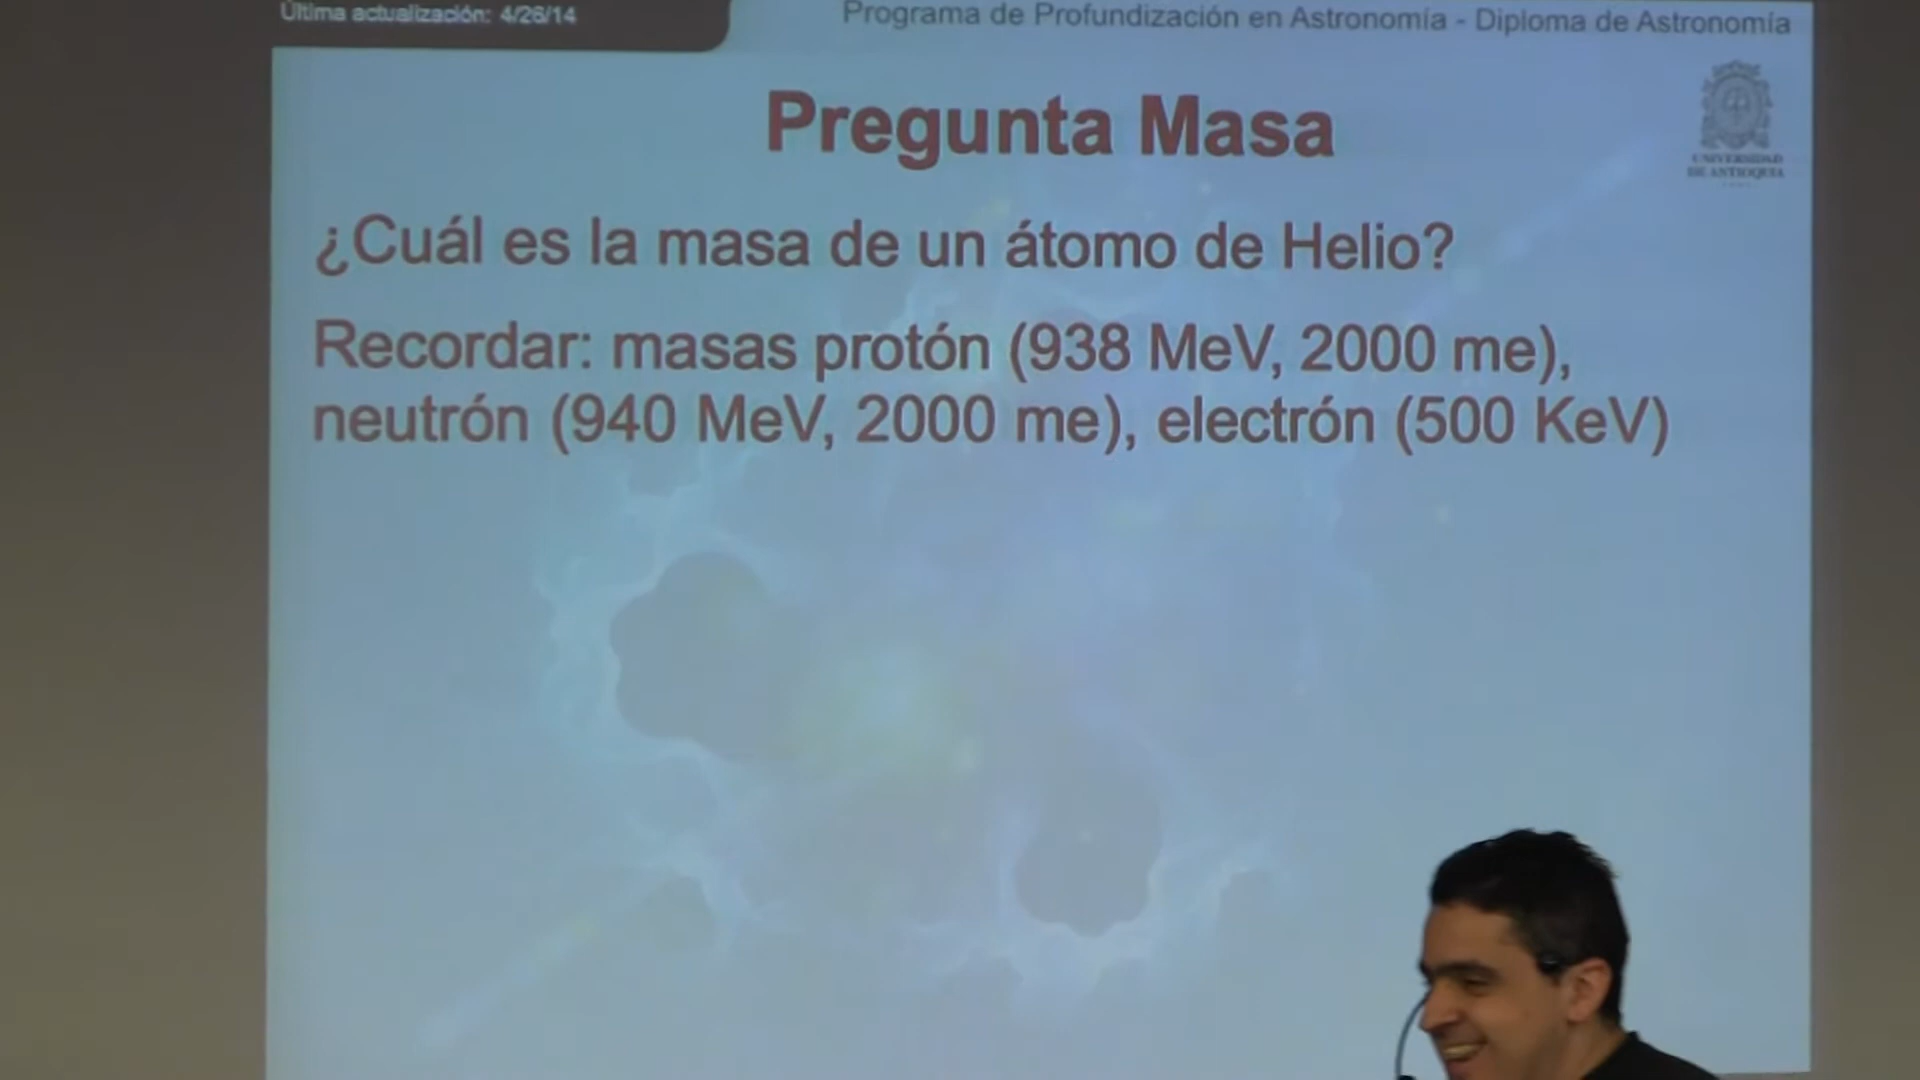 Última actualización: 4/26/14
Programa de Profundización en Astronomía - Diploma de Astronomía
Pregunta Masa
UNIVERSIDAD
DE ANTIOQUIA
¿Cuál es la masa de un átomo de Helio?
Recordar: masas protón (938 MeV, 2000 me),
neutrón (940 MeV, 2000 me), electrón (500 KeV)